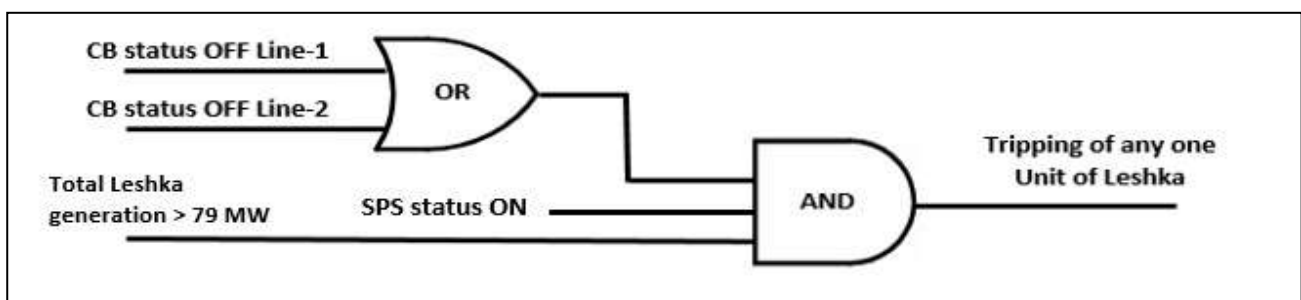 CB status OFF Line-1
OR
CB status OFF Line-2
Total Leshka
generation > 79 MW
SPS status ON
AND
Tripping of any one
Unit of Leshka